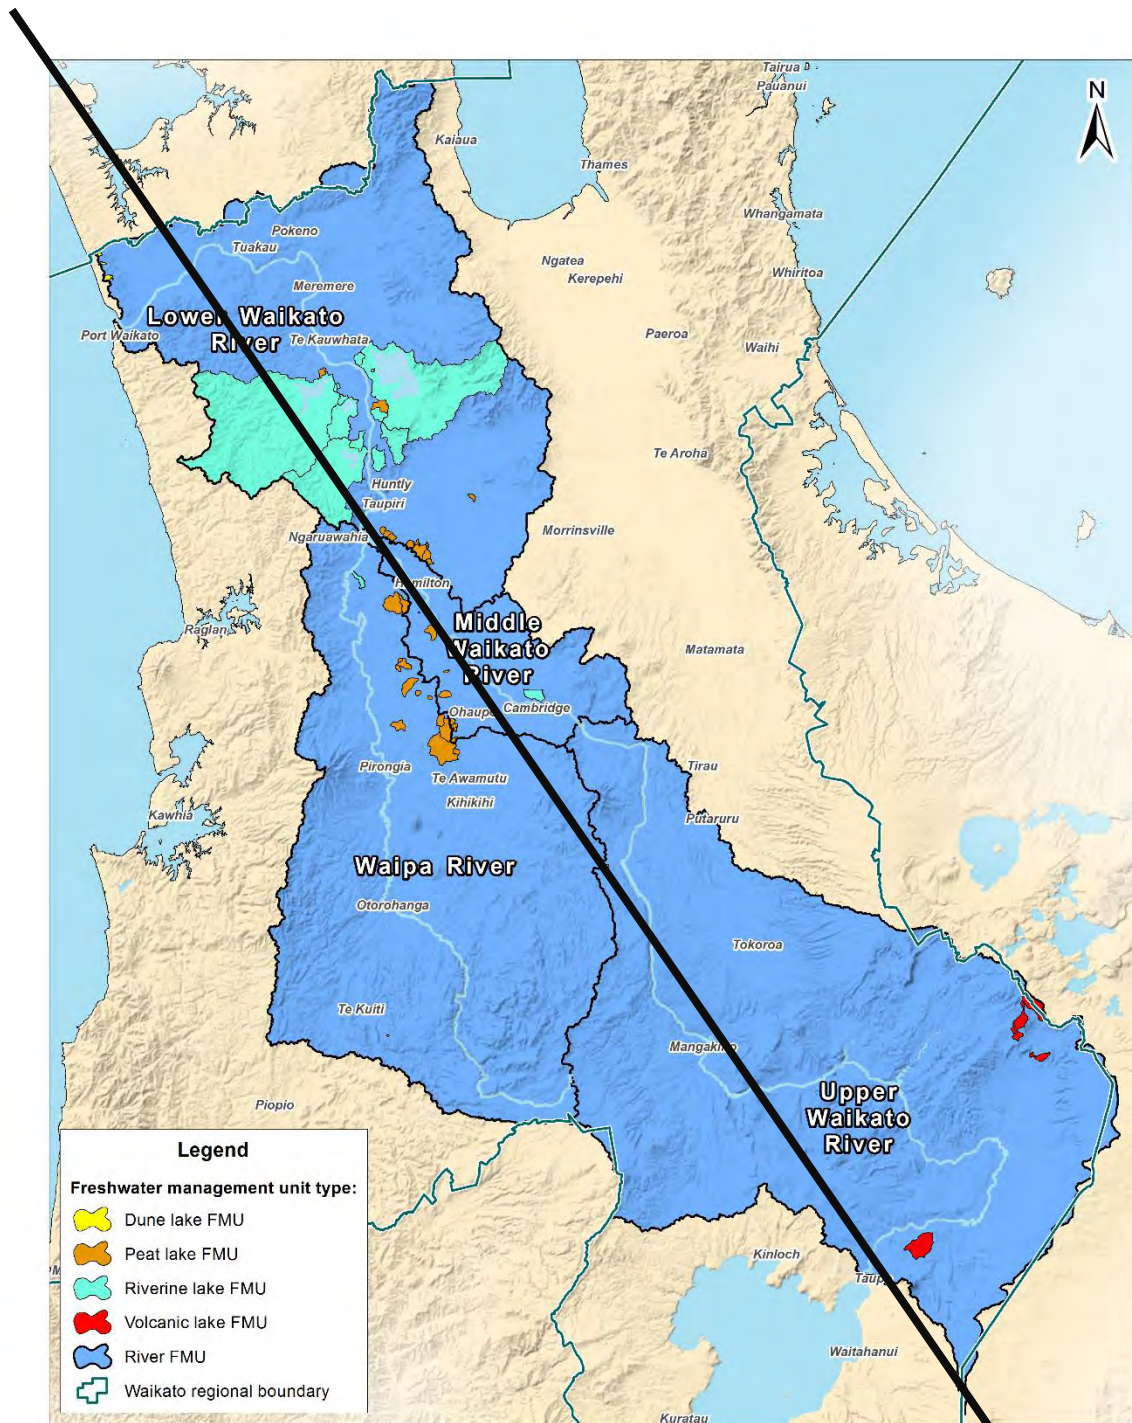 Tairua
Pauanui
N
Kaiaua
Thames
Whangamata
Pokeno
Tuakau
Ngatea
Kerepehi
Whiritoa
Meremere
Lower Waikato
River
Port Waikato
Te Kauwhata
Paeroa
Waihi
Te Aroha
Huntly
Taupiri
Ngaruawahia
Morrinsville
Hamilton
Raglan
Middle
Waikato
River
Matamata
Ohaupo
Cambridge
Pirongia
Te Awamutu
Kihikihi
Tirau
Putaruru
Kawhia
Waipa River
Otorohanga
Tokoroa
Te Kuiti
Mangakino
Piopio
Upper
Waikato
River
Kinloch
Taupo
Waitahanui
Kuratau
Legend
Freshwater management unit type:
Dune lake FMU
Peat lake FMU
Riverine lake FMU
Volcanic lake FMU
River FMU
Waikato regional boundary